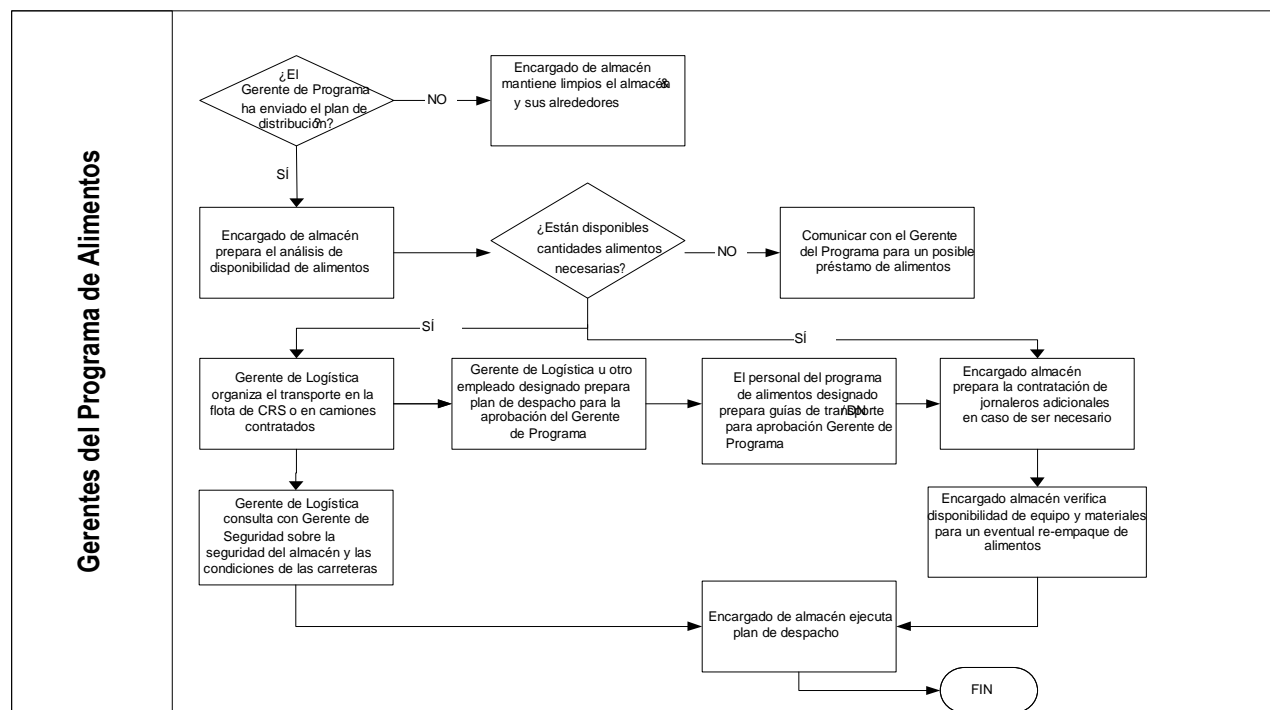 Gerentes del Programa de Alimentos
¿El
Gerente de Programa
ha enviado el plan de
distribución?
NO
Encargado de almacén
mantiene limpios el almacén &
y sus alrededores
SÍ
Encargado de almacén
prepara el análisis de
disponibilidad de alimentos
¿Están disponibles
cantidades alimentos
necesarias?
NO
Comunicar con el Gerente
del Programa para un posible
préstamo de alimentos
SÍ
SÍ
Gerente de Logística
organiza el transporte en la
flota de CRS o en camiones
contratados
Gerente de Logística u otro
empleado designado prepara
plan de despacho para la
aprobación del Gerente
de Programa
El personal del programa
de alimentos designado
prepara guías de transporte/DN
para aprobación Gerente de
Programa
Encargado almacén
prepara la contratación de
jornaleros adicionales
en caso de ser necesario
Gerente de Logística
consulta con Gerente de
Seguridad sobre la
seguridad del almacén y las
condiciones de las carreteras
Encargado almacén verifica
disponibilidad de equipo y materiales
para un eventual re-empaque de
alimentos
Encargado de almacén ejecuta
plan de despacho
FIN